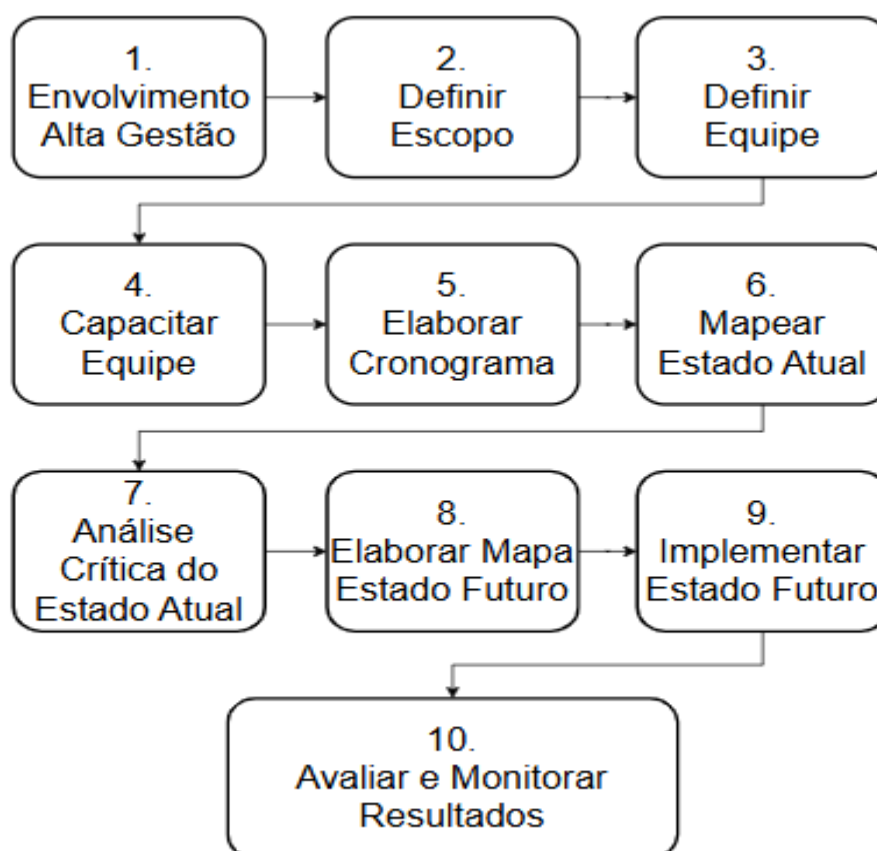 1.
Envolvimento
Alta Gestão
2.
Definir
Escopo
3.
Definir
Equipe
4.
Capacitar
Equipe
5.
Elaborar
Cronograma
6.
Mapear
Estado Atual
7.
Análise
Crítica do
Estado Atual
8.
Elaborar Mapa
Estado Futuro
9.
Implementar
Estado Futuro
10.
Avaliar e Monitorar
Resultados